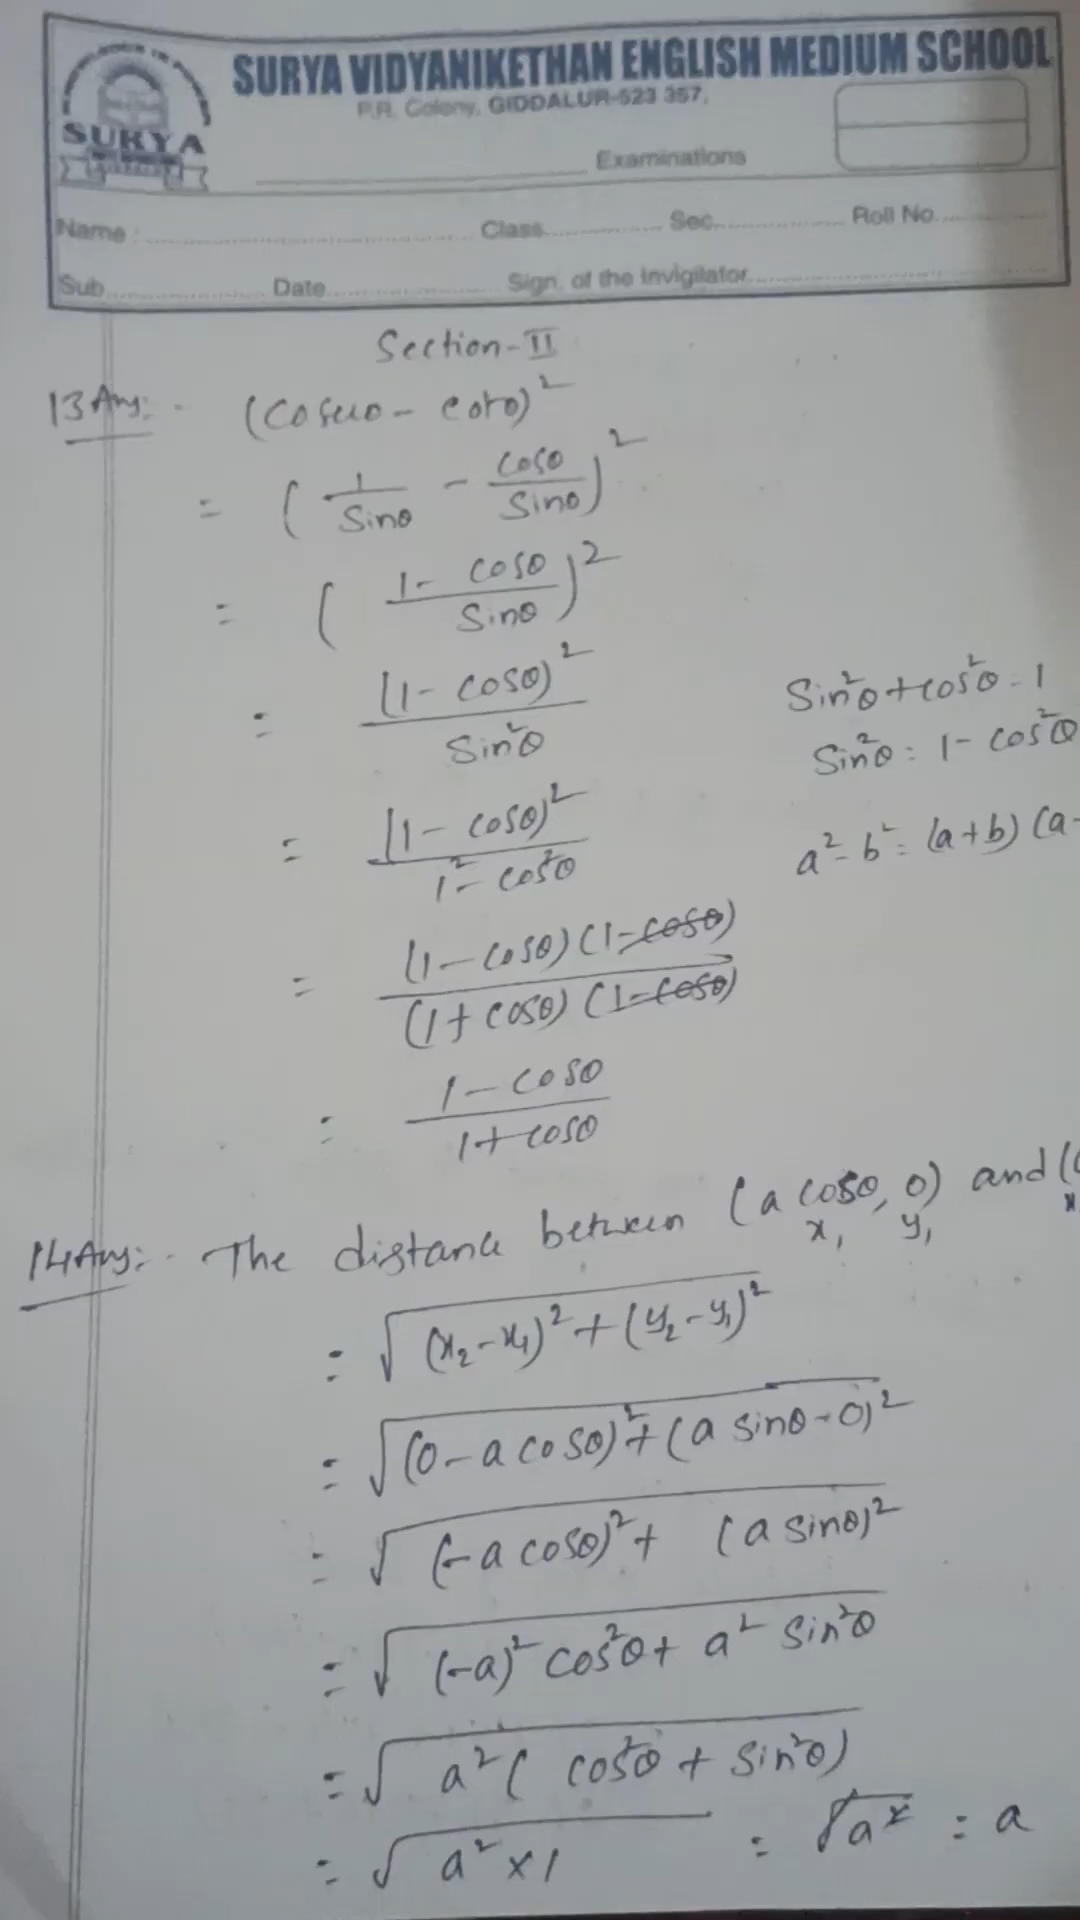 SURYA VIDYANIKETHAN ENGLISH MEDIUM SCHOOL
P.R. Colony, GIDDALUR-523 357.
SURYA
Examinations
Name : Class Sec Roll No.
Sub Date Sign. of the Invigilator
Section-II
13 Ans:- (cosecθ - cotθ)²
= (1/Sinθ - cosθ/Sinθ)²
= (1 - cosθ/Sinθ)²
= (1 - cosθ)²/Sin²θ
Sin²θ + cos²θ = 1
Sin²θ = 1 - cos²θ
= (1 - cosθ)²/1² - cos²θ
a² - b² = (a+b) (a-
= (1 - cosθ) (1 - cosθ)/(1 + cosθ) (1 - cosθ)
= 1 - cosθ/1 + cosθ
14 Ans:- The distance between (a cosθ, 0) and (0
x₁ y₁ x
= √(x₂ - x₁)² + (y₂ - y₁)²
= √(0 - a cosθ)² + (a sinθ - 0)²
= √(-a cosθ)² + (a sinθ)²
= √(-a)² cos²θ + a² sin²θ
= √a² (cos²θ + sin²θ)
= √a² x 1 = √a² = a